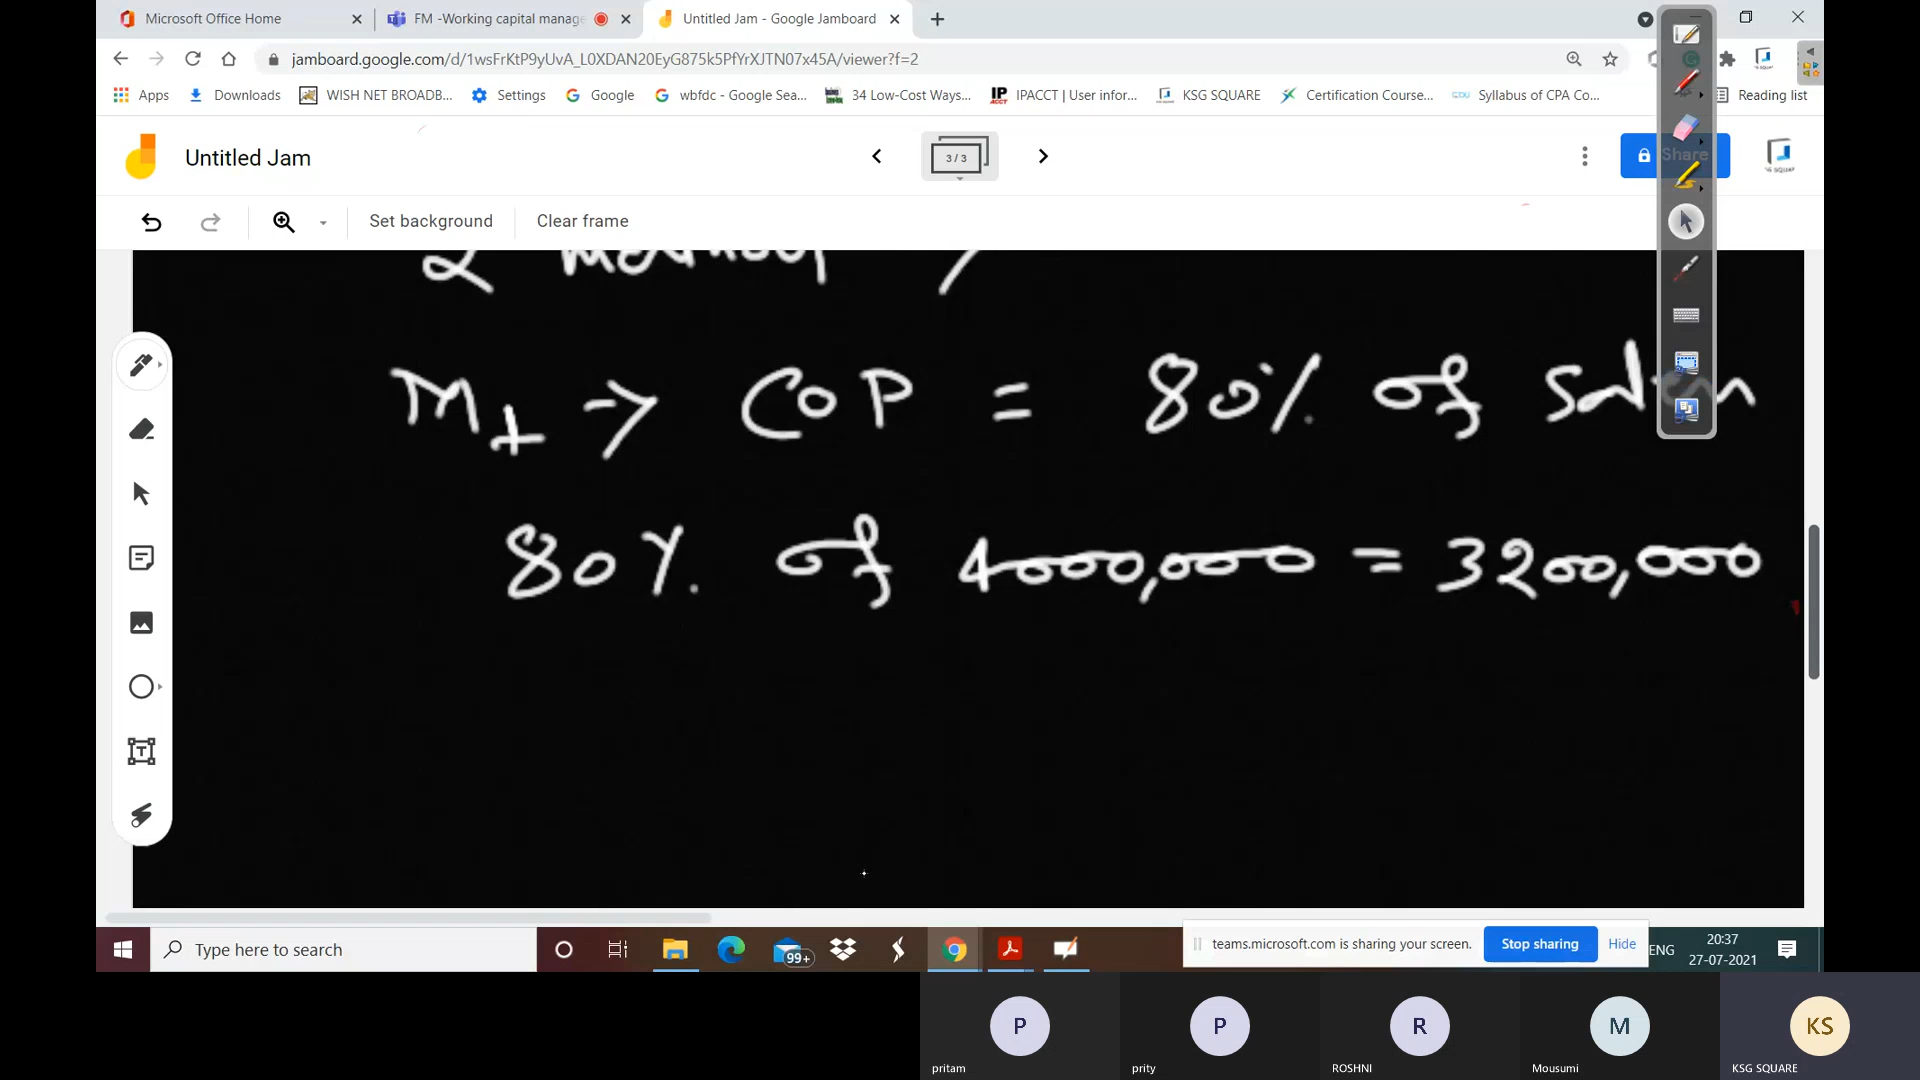 Microsoft Office Home
FM -Working capital manage
Untitled Jam - Google Jamboard
jamboard.google.com/d/1wsFrKtP9yUvA_L0XDAN20EyG875k5PfYrXJTN07x45A/viewer?f=2
Apps Downloads WISH NET BROADB... Settings Google wbfdc - Google Sea... 34 Low-Cost Ways... IPACCT | User infor... KSG SQUARE Certification Course... Syllabus of CPA Co... Reading list
Untitled Jam
3 / 3
Share
Set background Clear frame
2 method
M1 → COP = 80% of Sales
80% of 4000,000 = 3200,000
Type here to search
99+
teams.microsoft.com is sharing your screen. Stop sharing Hide
ENG
20:37
27-07-2021
P P R M KS
pritam prity ROSHNI Mousumi KSG SQUARE